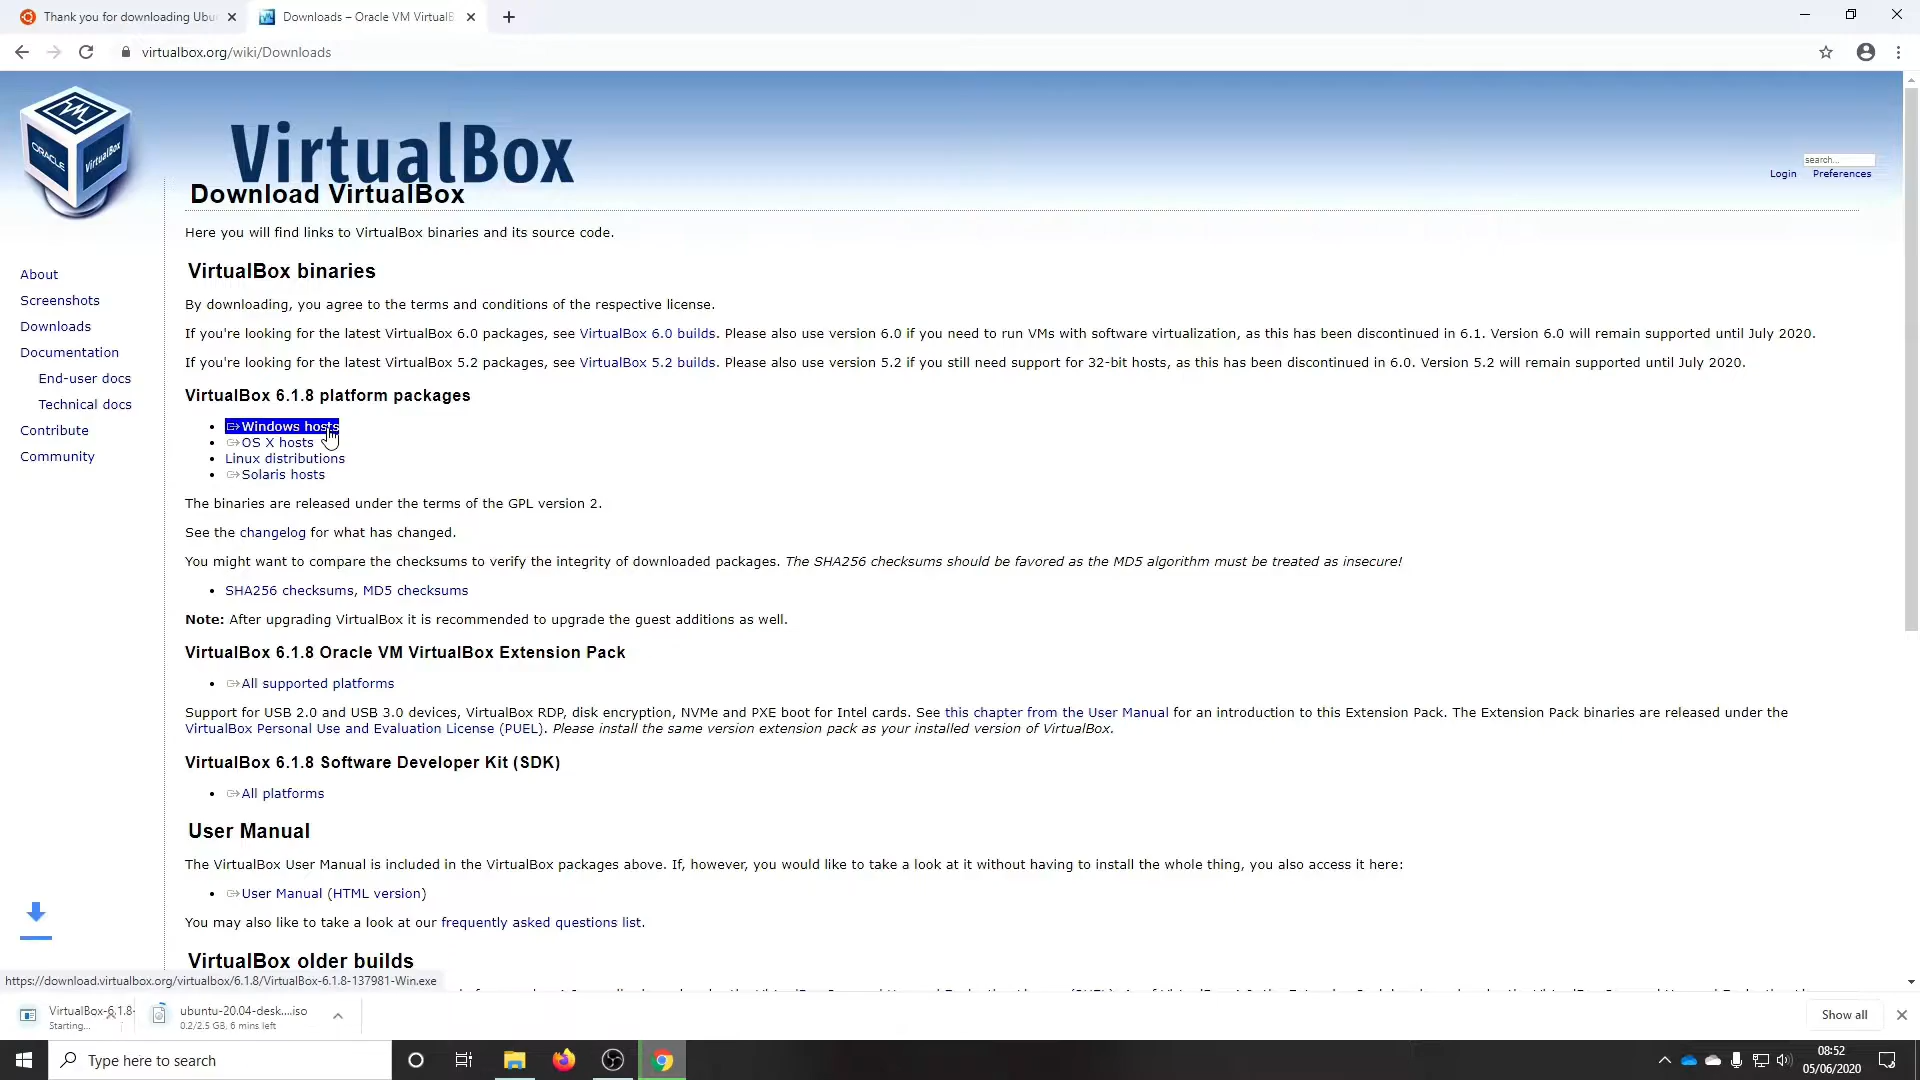 Thank you for downloading Ubu
Downloads – Oracle VM VirtualB
virtualbox.org/wiki/Downloads
ORACLE
VirtualBox
VirtualBox
search...
Login Preferences
Download VirtualBox
Here you will find links to VirtualBox binaries and its source code.
About
Screenshots
Downloads
Documentation
End-user docs
Technical docs
Contribute
Community
VirtualBox binaries
By downloading, you agree to the terms and conditions of the respective license.
If you're looking for the latest VirtualBox 6.0 packages, see VirtualBox 6.0 builds. Please also use version 6.0 if you need to run VMs with software virtualization, as this has been discontinued in 6.1. Version 6.0 will remain supported until July 2020.
If you're looking for the latest VirtualBox 5.2 packages, see VirtualBox 5.2 builds. Please also use version 5.2 if you still need support for 32-bit hosts, as this has been discontinued in 6.0. Version 5.2 will remain supported until July 2020.
VirtualBox 6.1.8 platform packages
• Windows hosts
• OS X hosts
• Linux distributions
• Solaris hosts
The binaries are released under the terms of the GPL version 2.
See the changelog for what has changed.
You might want to compare the checksums to verify the integrity of downloaded packages. The SHA256 checksums should be favored as the MD5 algorithm must be treated as insecure!
• SHA256 checksums, MD5 checksums
Note: After upgrading VirtualBox it is recommended to upgrade the guest additions as well.
VirtualBox 6.1.8 Oracle VM VirtualBox Extension Pack
• All supported platforms
Support for USB 2.0 and USB 3.0 devices, VirtualBox RDP, disk encryption, NVMe and PXE boot for Intel cards. See this chapter from the User Manual for an introduction to this Extension Pack. The Extension Pack binaries are released under the
VirtualBox Personal Use and Evaluation License (PUEL). Please install the same version extension pack as your installed version of VirtualBox.
VirtualBox 6.1.8 Software Developer Kit (SDK)
• All platforms
User Manual
The VirtualBox User Manual is included in the VirtualBox packages above. If, however, you would like to take a look at it without having to install the whole thing, you also access it here:
• User Manual (HTML version)
You may also like to take a look at our frequently asked questions list.
VirtualBox older builds
https://download.virtualbox.org/virtualbox/6.1.8/VirtualBox-6.1.8-137981-Win.exe
VirtualBox-6.1.8-
Starting...
ubuntu-20.04-desk....iso
0.2/2.5 GB, 6 mins left
Show all
Type here to search
08:52
05/06/2020